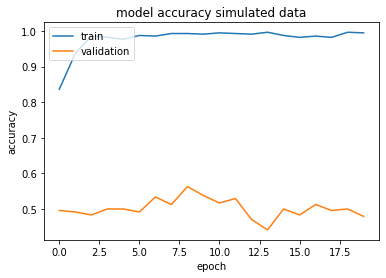 model accuracy simulated data
train
validation
1.0
0.9
0.8
0.7
0.6
0.5
accuracy
0.0 2.5 5.0 7.5 10.0 12.5 15.0 17.5
epoch